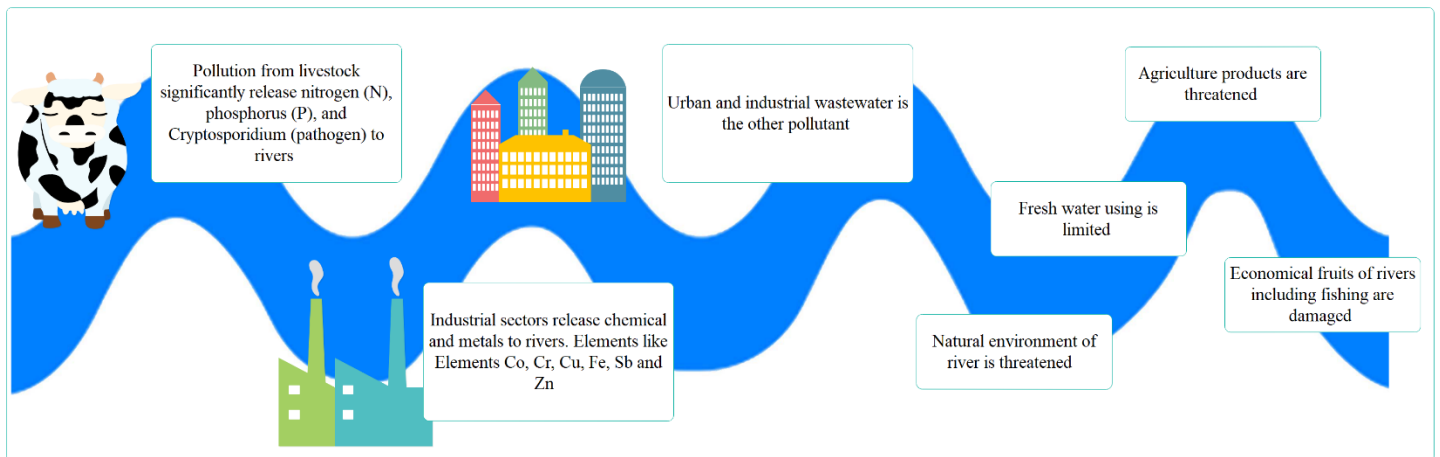 Pollution from livestock
significantly release nitrogen (N),
phosphorus (P), and
Cryptosporidium (pathogen) to
rivers
Industrial sectors release chemical
and metals to rivers. Elements like
Elements Co, Cr, Cu, Fe, Sb and
Zn
Urban and industrial wastewater is
the other pollutant
Natural environment of
river is threatened
Fresh water using is
limited
Agriculture products are
threatened
Economical fruits of rivers
including fishing are
damaged